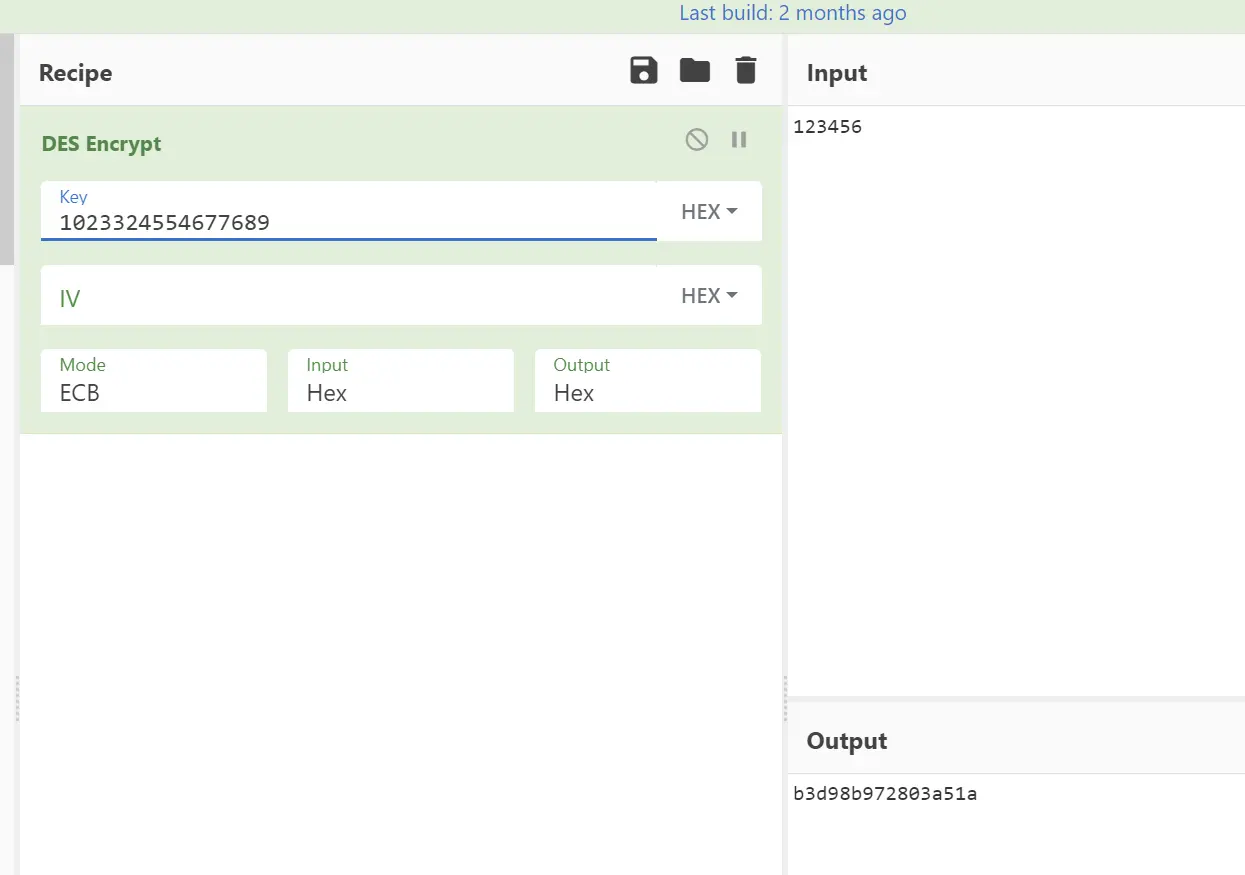 Last build: 2 months ago
Recipe
DES Encrypt
Key
1023324554677689
HEX
IV
HEX
Mode
ECB
Input
Hex
Output
Hex
Input
123456
Output
b3d98b972803a51a